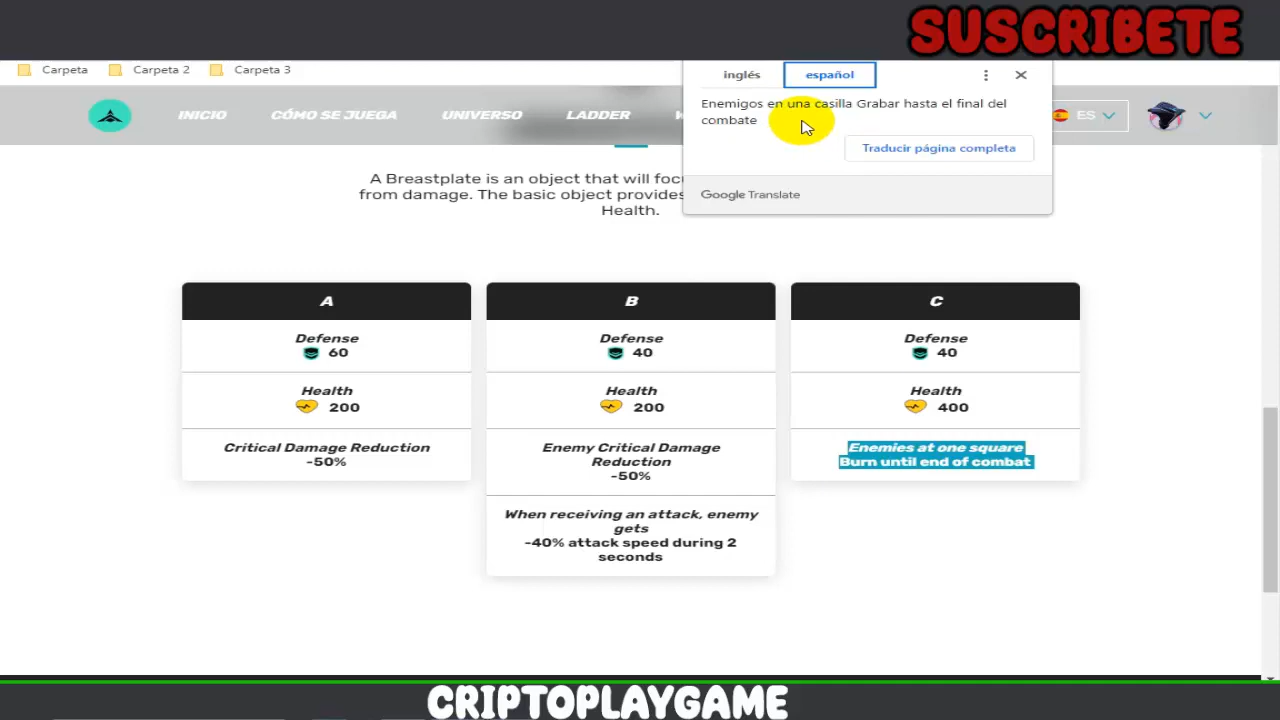 SUSCRIBETE
Carpeta
Carpeta 2
Carpeta 3
inglés
español
Enemigos en una casilla Grabar hasta el final del
combate
Traducir página completa
Google Translate
INICIO
CÓMO SE JUEGA
UNIVERSO
LADDER
ES
A Breastplate is an object that will
from damage. The basic object provides
Health.
A
Defense
60
Health
200
Critical Damage Reduction
-50%
B
Defense
40
Health
200
Enemy Critical Damage
Reduction
-50%
When receiving an attack, enemy
gets
-40% attack speed during 2
seconds
C
Defense
40
Health
400
Enemies at one square
Burn until end of combat
CRIPTOPLAYGAME